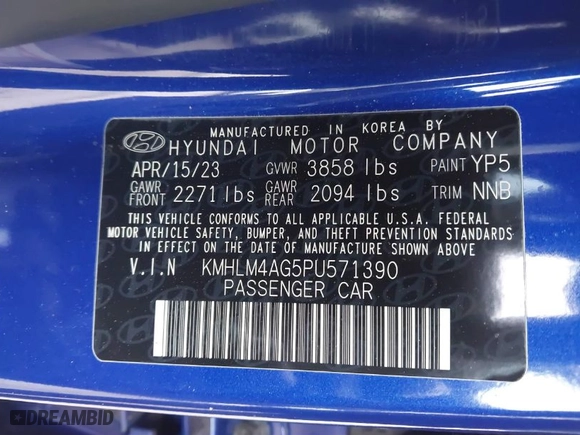 MANUFACTURED IN KOREA BY
HYUNDAI MOTOR COMPANY
APR/15/23 GVWR 3858 lbs PAINT YP5
GAWR FRONT 2271 lbs GAWR REAR 2094 lbs TRIM NNB
THIS VEHICLE CONFORMS TO ALL APPLICABLE U.S.A. FEDERAL
MOTOR VEHICLE SAFETY, BUMPER, AND THEFT PREVENTION STANDARDS
IN EFFECT ON THE DATE OF MANUFACTURE SHOWN ABOVE.
V.I.N KMHLM4AG5PU571390
PASSENGER CAR
DREAMBID